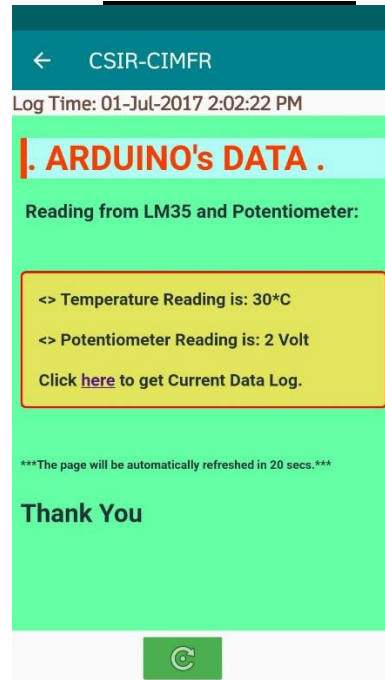 CSIR-CIMFR
Log Time: 01-Jul-2017 2:02:22 PM
. ARDUINO's DATA .
Reading from LM35 and Potentiometer:
<> Temperature Reading is: 30*C
<> Potentiometer Reading is: 2 Volt
Click here to get Current Data Log.
***The page will be automatically refreshed in 20 secs.***
Thank You